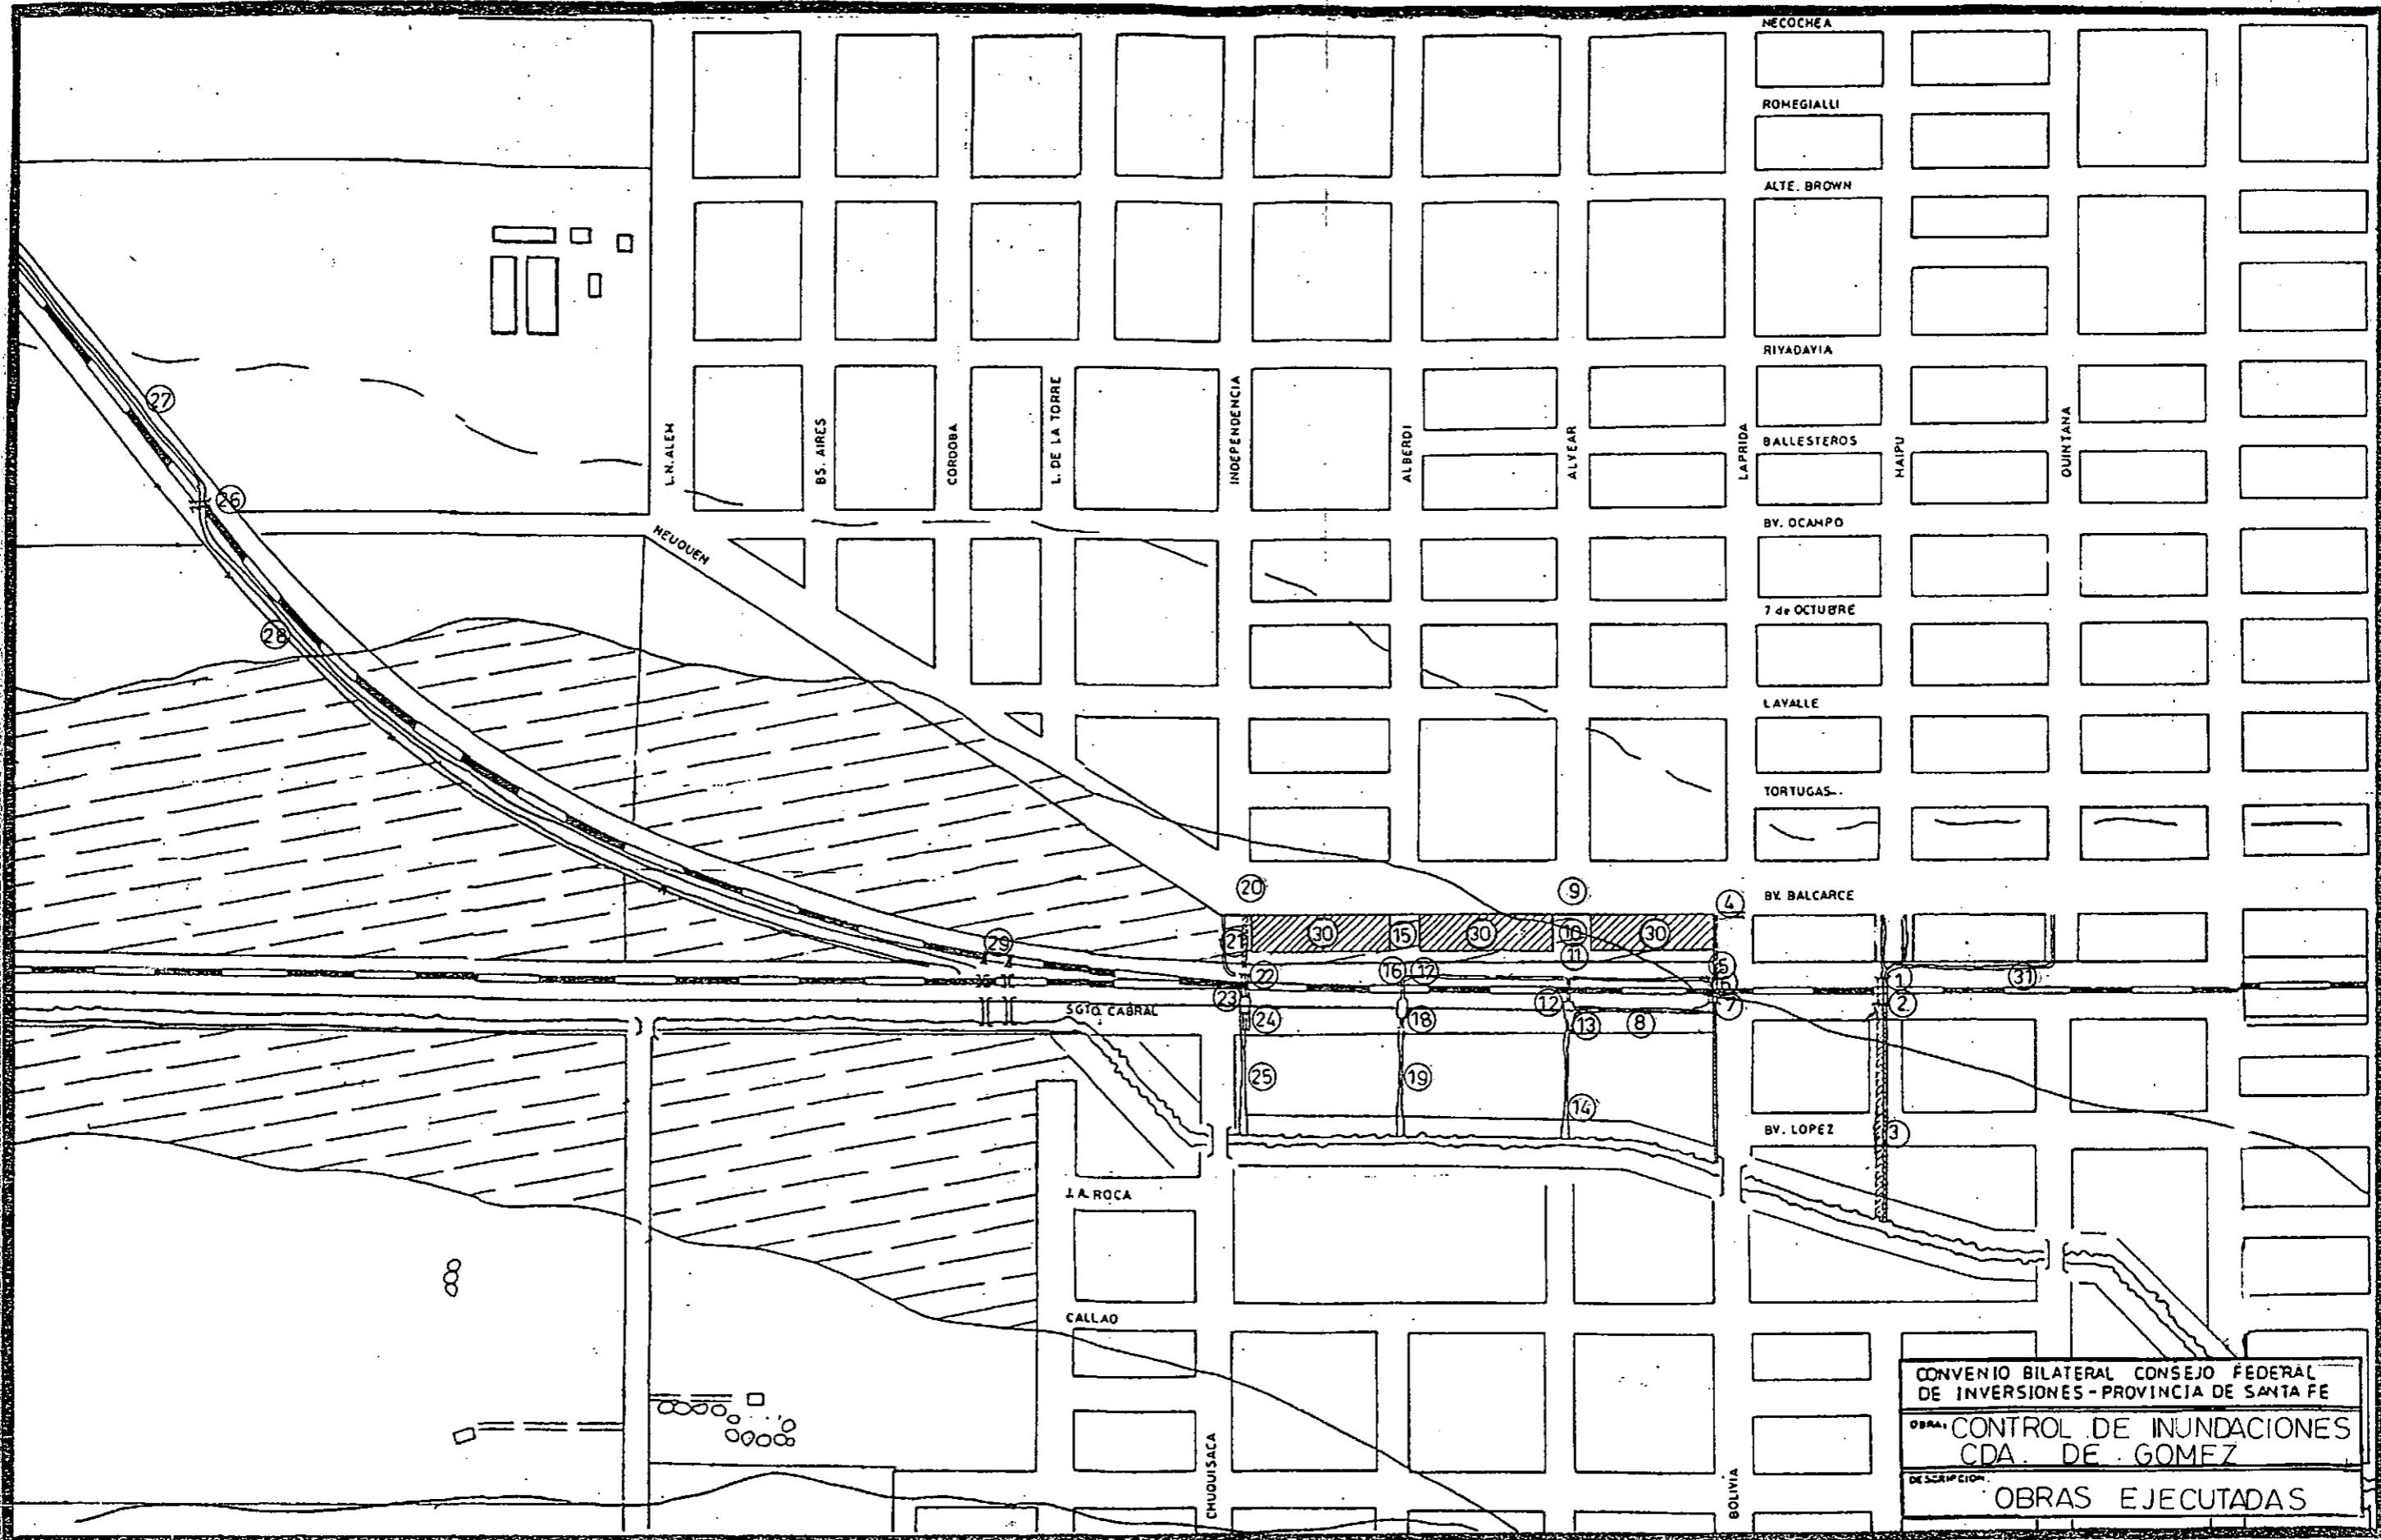 NECOCHEA
ROMEGIALLI
ALTE. BROWN
RIVADAVIA
L.N. ALEM
BS. AIRES
CORDOBA
L. DE LA TORRE
INDEPENDENCIA
ALBERDI
ALVEAR
LAPRIDA
BALLESTEROS
MAIPU
QUINTANA
27
26
NEUQUEN
BV. OCAMPO
28
7 de OCTUBRE
LAVALLE
TORTUGAS
20
9
4
BV. BALCARCE
29
21
30
15
30
10
30
11
22
16
17
5
6
1
31
23
12
7
2
SGTO. CABRAL
24
18
13
8
25
19
14
BV. LOPEZ
3
J.A. ROCA
CALLAO
CHUQUISACA
BOLIVIA
CONVENIO BILATERAL CONSEJO FEDERAL
DE INVERSIONES - PROVINCIA DE SANTA FE
OBRA: CONTROL DE INUNDACIONES
CDA. DE GOMEZ
DESCRIPCION:
OBRAS EJECUTADAS